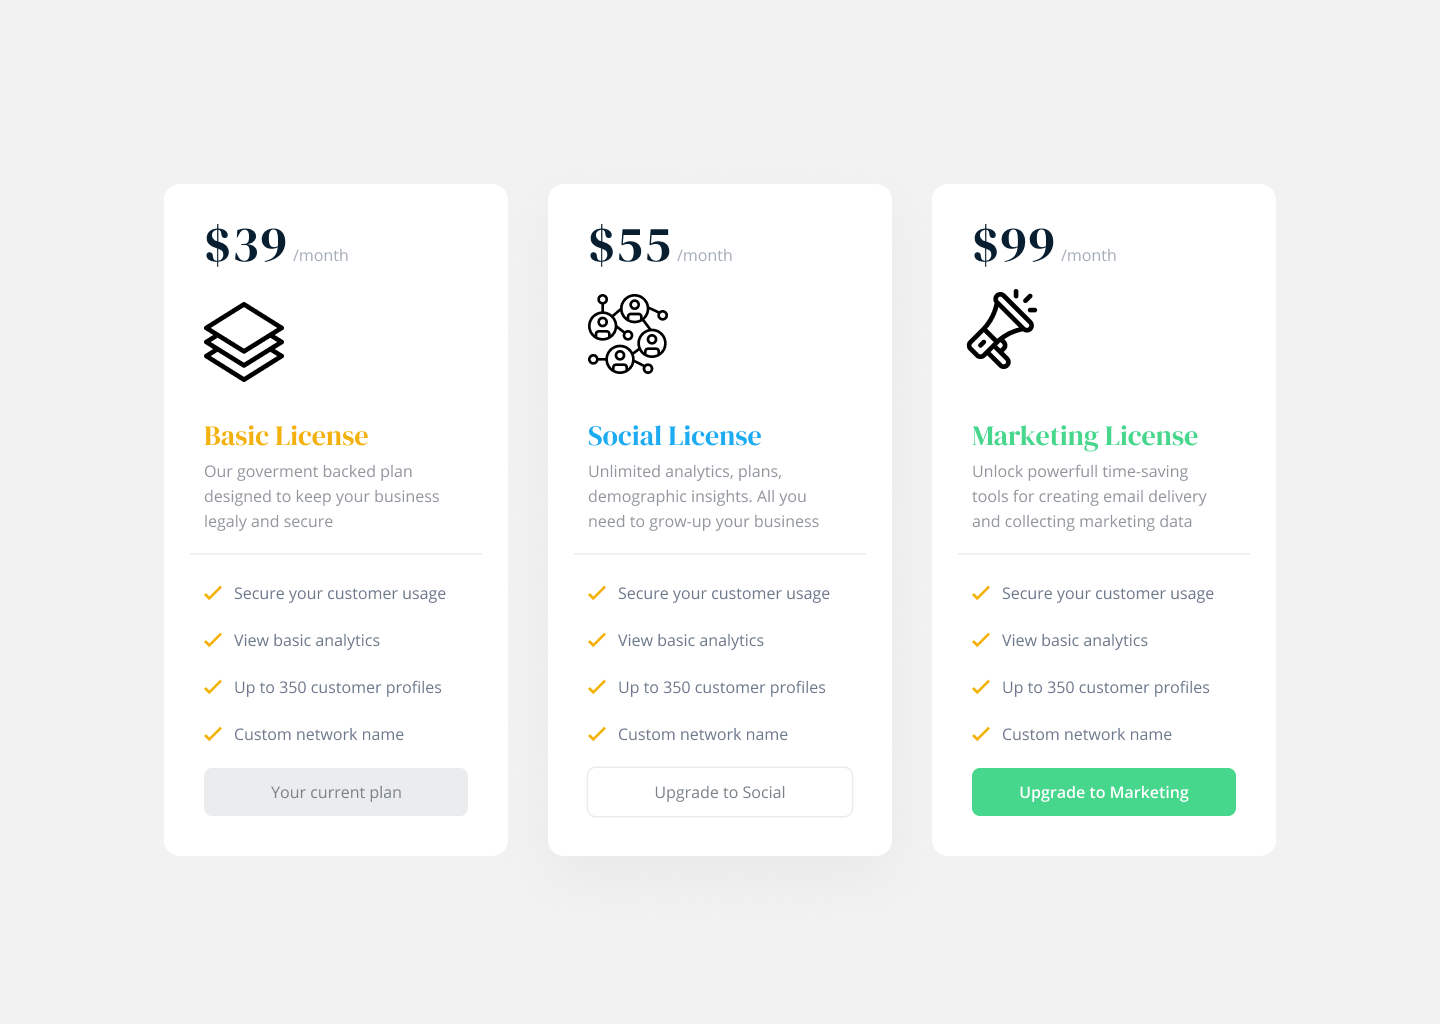 $39 /month
Basic License
Our goverment backed plan
designed to keep your business
legaly and secure
Secure your customer usage
View basic analytics
Up to 350 customer profiles
Custom network name
Your current plan
$55 /month
Social License
Unlimited analytics, plans,
demographic insights. All you
need to grow-up your business
Secure your customer usage
View basic analytics
Up to 350 customer profiles
Custom network name
Upgrade to Social
$99 /month
Marketing License
Unlock powerfull time-saving
tools for creating email delivery
and collecting marketing data
Secure your customer usage
View basic analytics
Up to 350 customer profiles
Custom network name
Upgrade to Marketing